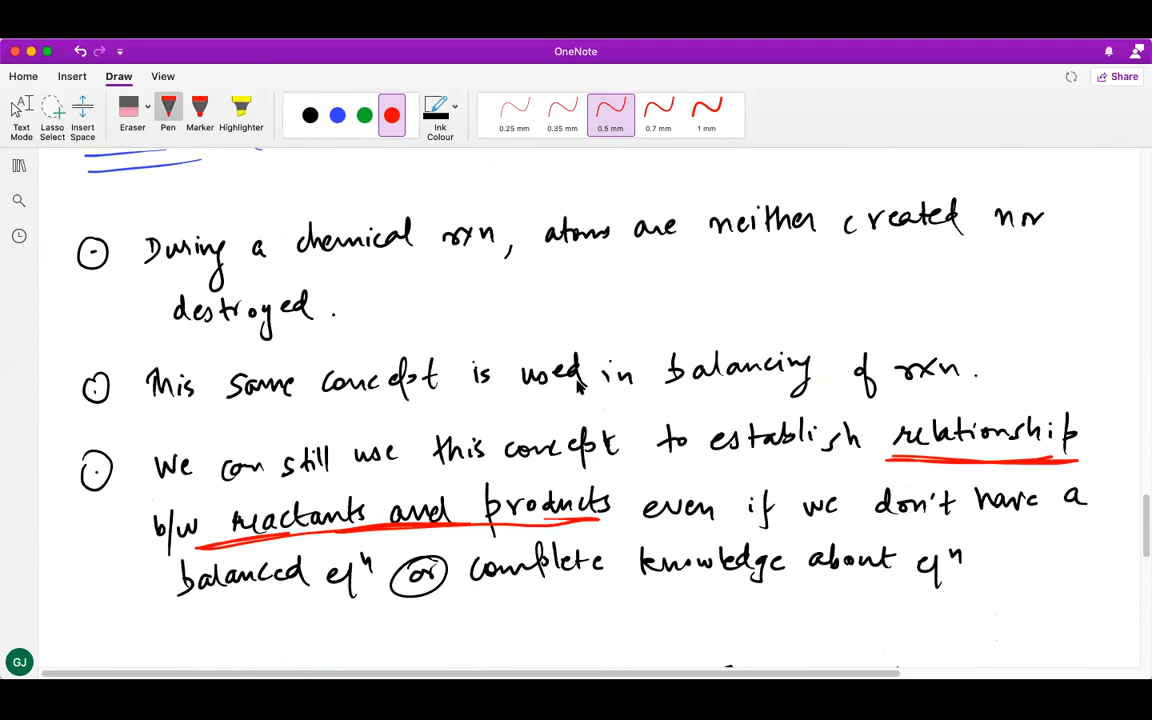 OneNote
Home Insert Draw View
Share
Text Mode
Lasso Select
Insert Space
Eraser
Pen
Marker
Highlighter
Ink Colour
0.25 mm
0.35 mm
0.5 mm
0.7 mm
1 mm
During a chemical rxn, atoms are neither created nor
destroyed.
This same concept is used in balancing of rxn.
We can still use this concept to establish relationship
b/w reactants and products even if we don't have a
balanced eqⁿ or complete knowledge about eqⁿ
GJ